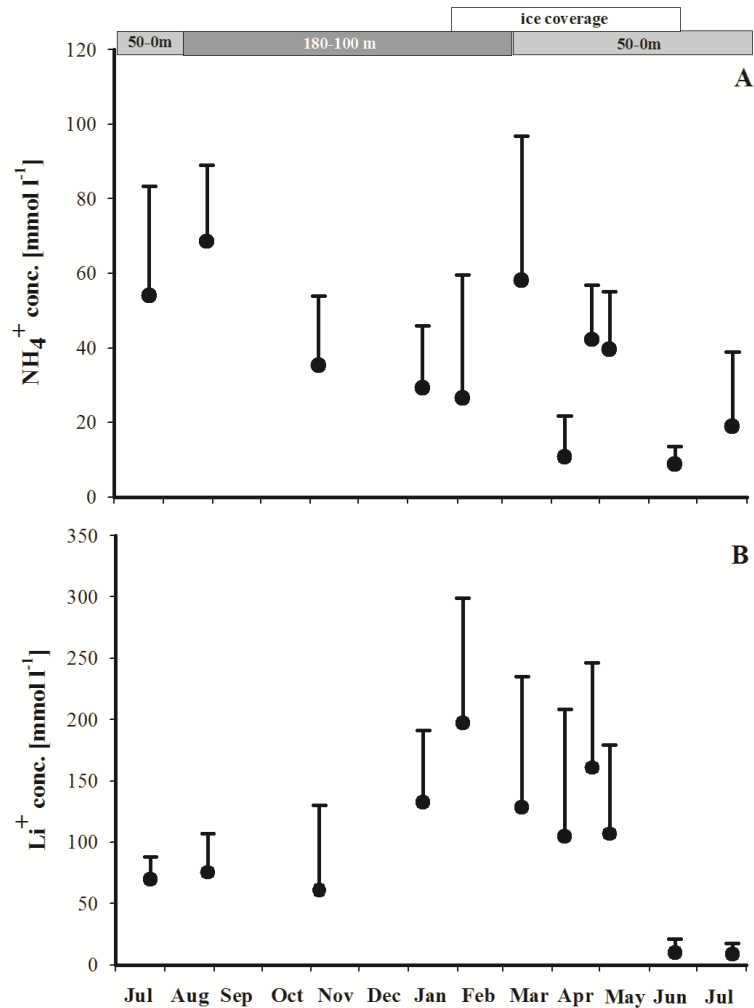 ice coverage
50-0m 180-100 m 50-0m
A
NH4+ conc. [mmol l-1]
120
100
80
60
40
20
0
B
Li+ conc. [mmol l-1]
350
300
250
200
150
100
50
0
Jul Aug Sep Oct Nov Dec Jan Feb Mar Apr May Jun Jul